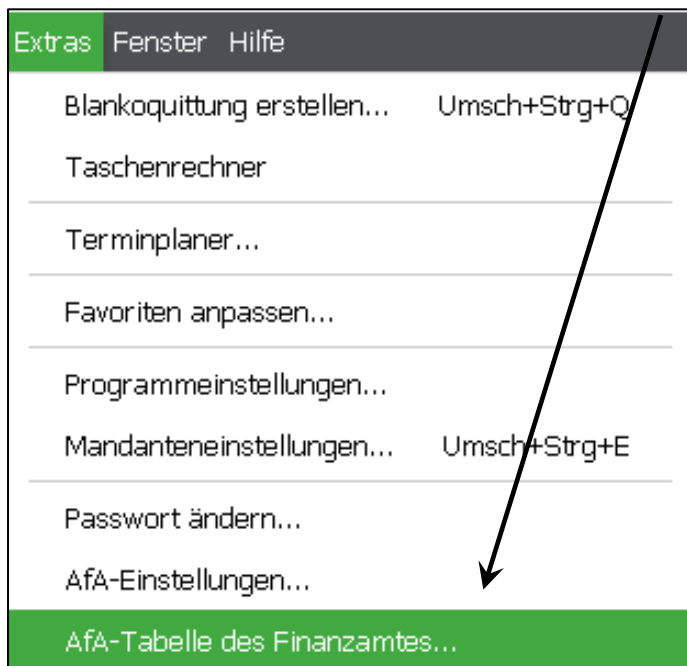 Extras Fenster Hilfe
Blankoquittung erstellen... Umsch+Strg+Q
Taschenrechner
Terminplaner...
Favoriten anpassen...
Programmeinstellungen...
Mandanteneinstellungen... Umsch+Strg+E
Passwort ändern...
AfA-Einstellungen...
AfA-Tabelle des Finanzamtes...